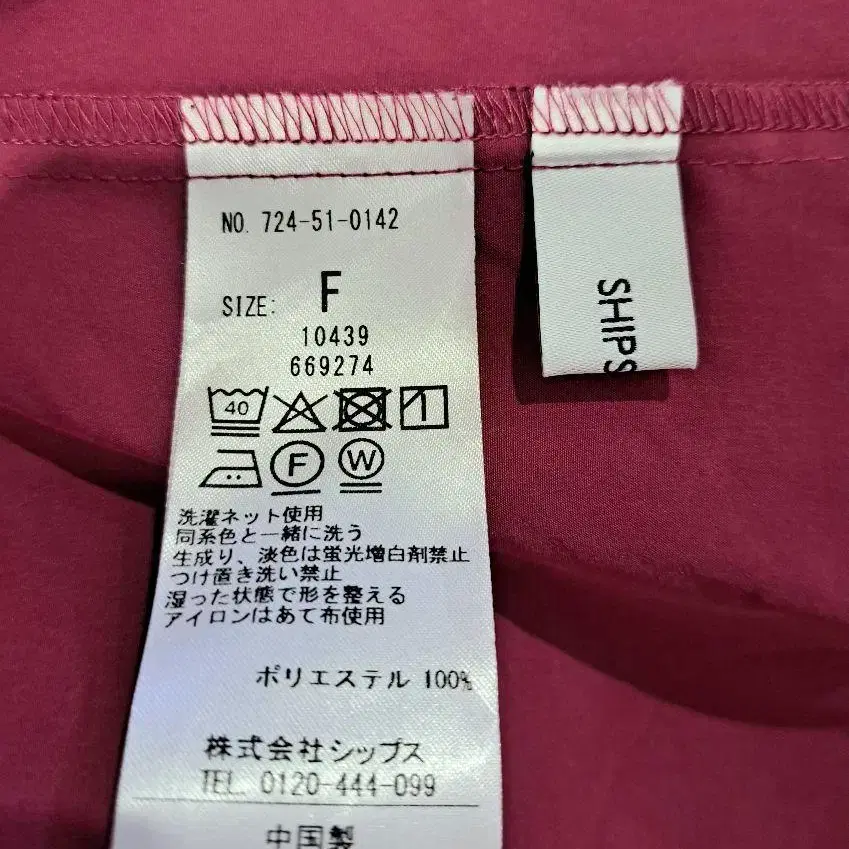 NO. 724-51-0142
SIZE: F
10439
669274
40
F W
洗濯ネット使用
同系色と一緒に洗う
生成り、淡色は蛍光増白剤禁止
つけ置き洗い禁止
湿った状態で形を整える
アイロンはあて布使用
ポリエステル 100%
株式会社シップス
TEL. 0120-444-099
中国製
SHIPS